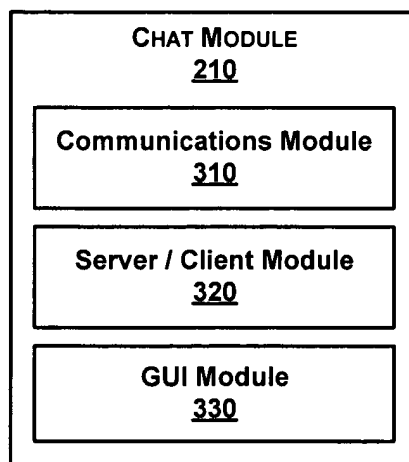 CHAT MODULE
210
Communications Module
310
Server / Client Module
320
GUI Module
330